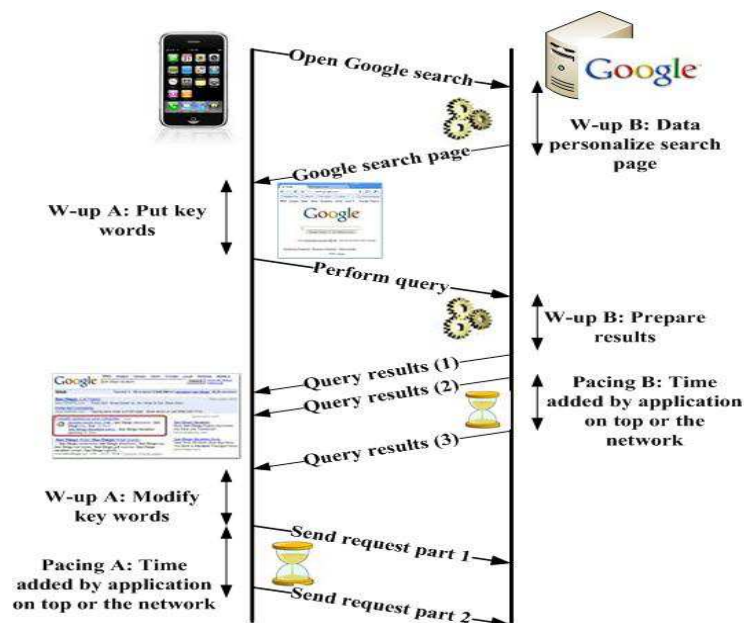 Open Google search
Google
W-up B: Data
personalize search
page
Google search page
W-up A: Put key
words
Google
Perform query
W-up B: Prepare
results
Query results (1)
Query results (2)
Google
Pacing B: Time
added by application
on top or the
network
Query results (3)
W-up A: Modify
key words
Send request part 1
Pacing A: Time
added by application
on top or the network
Send request part 2